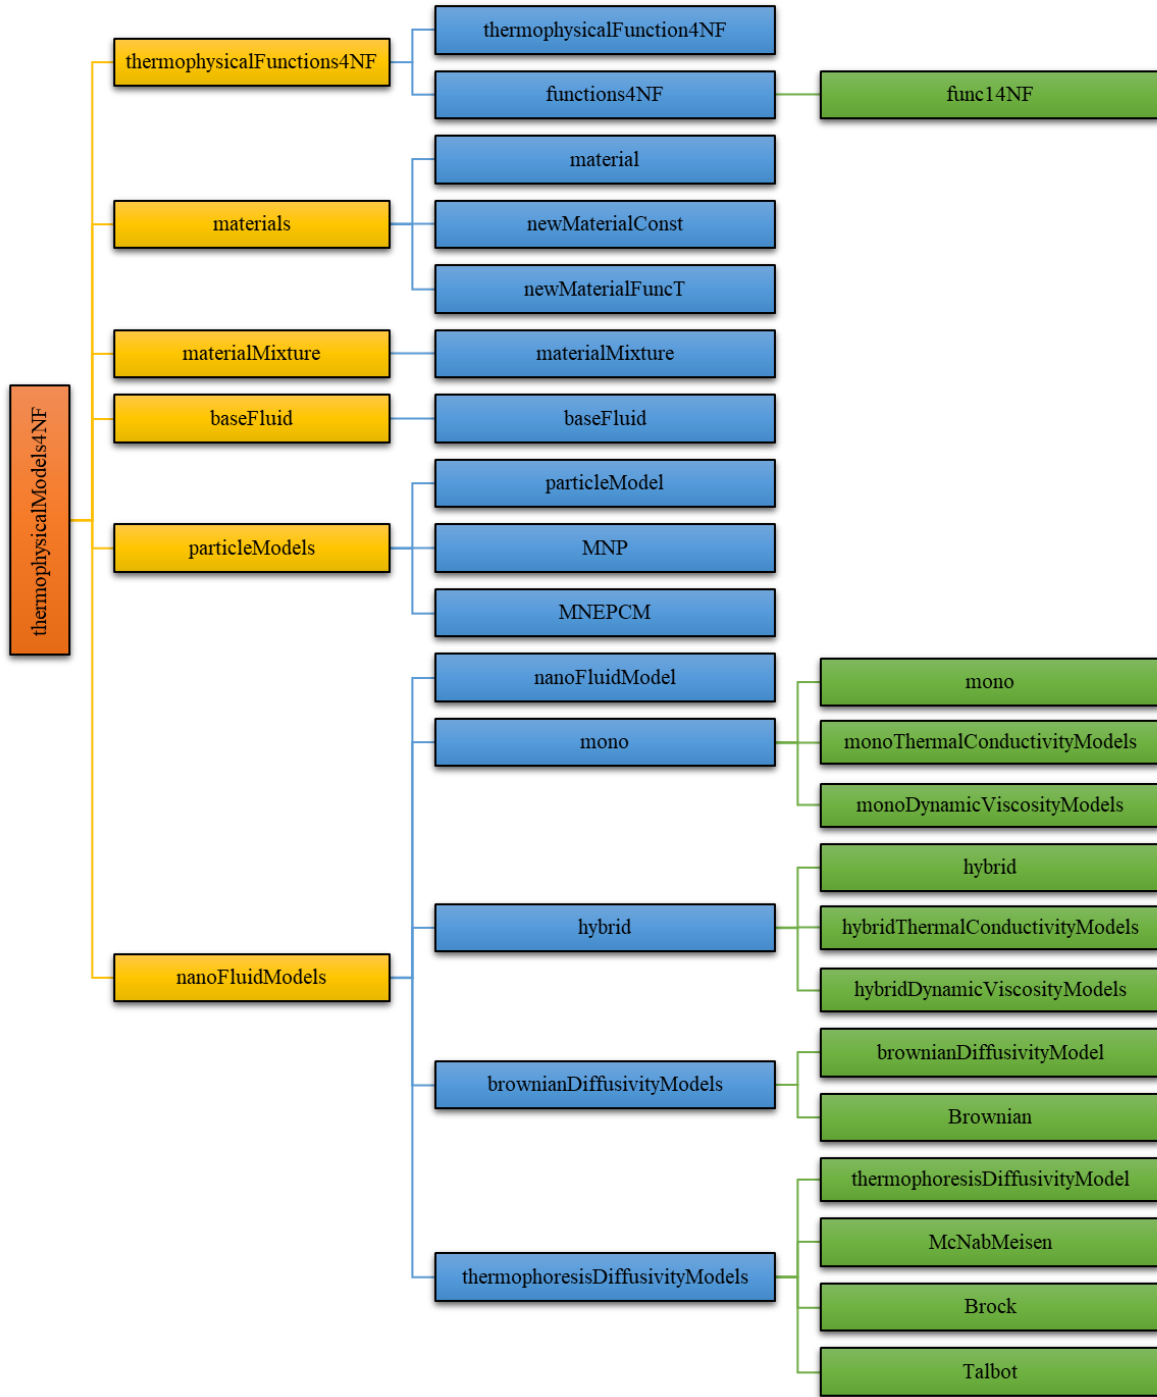 thermophysicalModels4NF
thermophysicalFunctions4NF
thermophysicalFunction4NF
functions4NF
func14NF
materials
material
newMaterialConst
newMaterialFuncT
materialMixture
materialMixture
baseFluid
baseFluid
particleModels
particleModel
MNP
MNEPCM
nanoFluidModels
nanoFluidModel
mono
mono
monoThermalConductivityModels
monoDynamicViscosityModels
hybrid
hybrid
hybridThermalConductivityModels
hybridDynamicViscosityModels
brownianDiffusivityModels
brownianDiffusivityModel
Brownian
thermophoresisDiffusivityModels
thermophoresisDiffusivityModel
McNabMeisen
Brock
Talbot